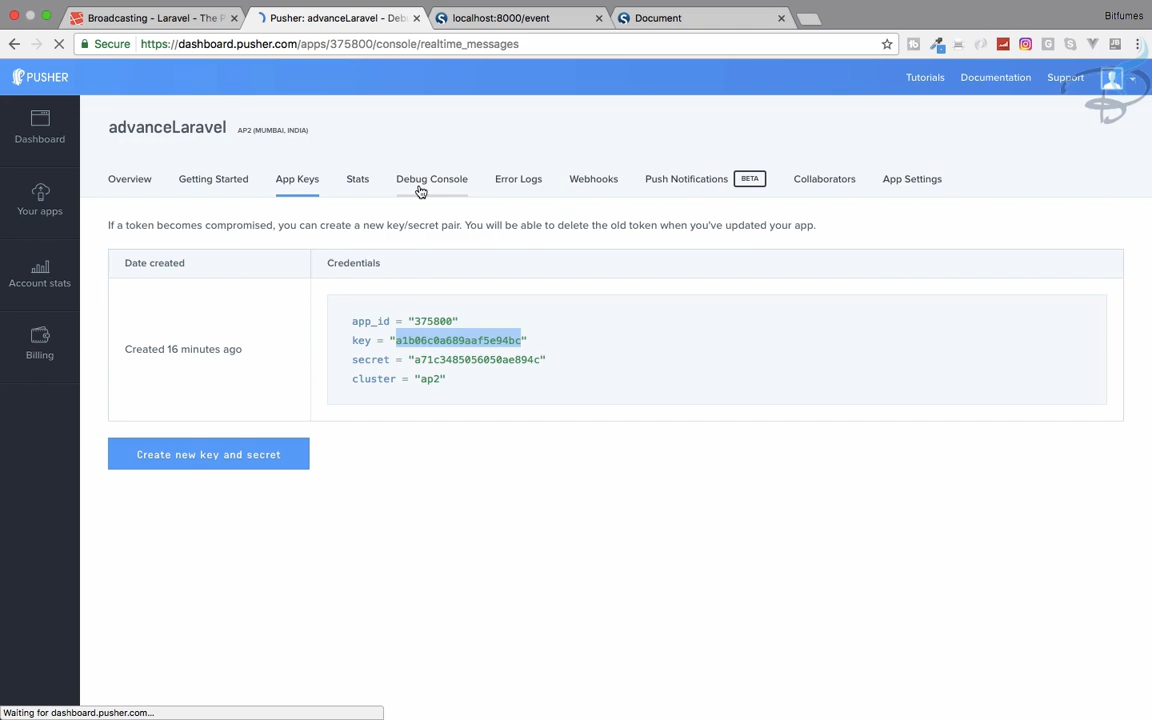 Broadcasting - Laravel - The P
Pusher: advanceLaravel - Deb
localhost:8000/event
Document
Bitfumes
Secure
https://dashboard.pusher.com/apps/375800/console/realtime_messages
PUSHER
Tutorials
Documentation
Support
Dashboard
Your apps
Account stats
Billing
advanceLaravel
AP2 (MUMBAI, INDIA)
Overview
Getting Started
App Keys
Stats
Debug Console
Error Logs
Webhooks
Push Notifications
BETA
Collaborators
App Settings
If a token becomes compromised, you can create a new key/secret pair. You will be able to delete the old token when you've updated your app.
Date created
Credentials
Created 16 minutes ago
app_id = "375800"
key = "a1b06c0a689aaf5e94bc"
secret = "a71c3485056050ae894c"
cluster = "ap2"
Create new key and secret
Waiting for dashboard.pusher.com...